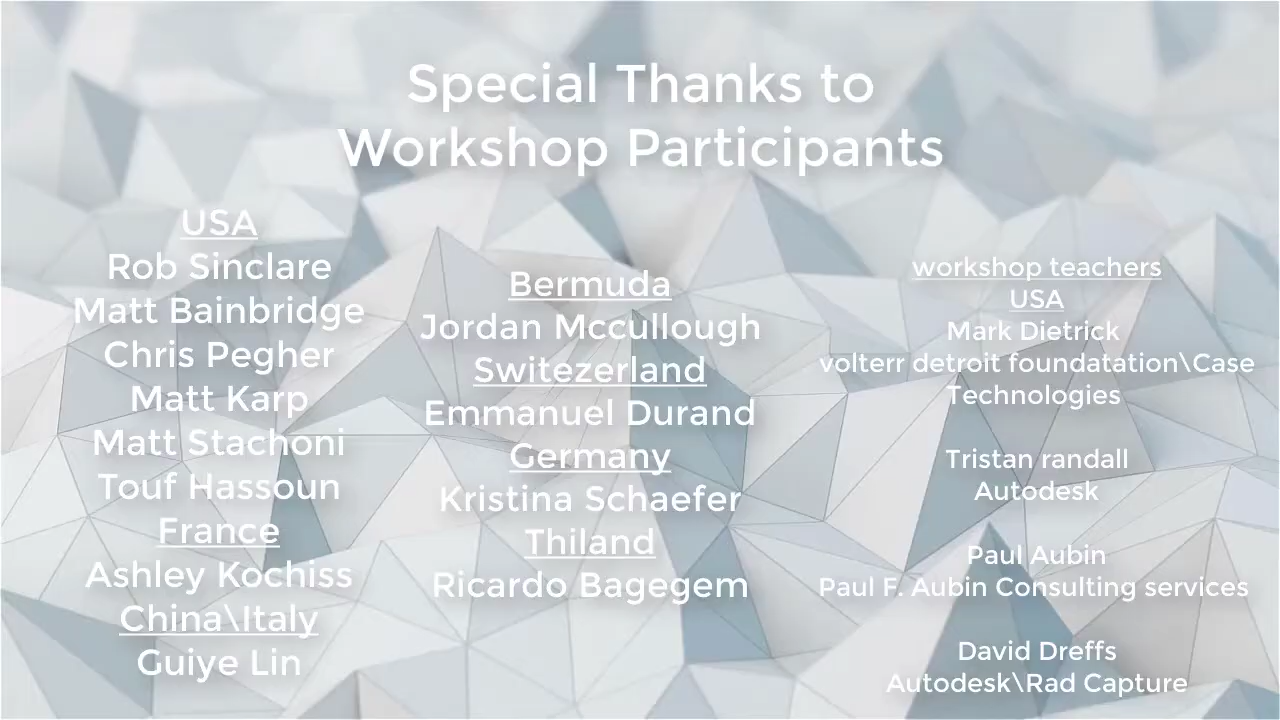 Special Thanks to
Workshop Participants
USA
Rob Sinclare
Matt Bainbridge
Chris Pegher
Matt Karp
Matt Stachoni
Touf Hassoun
France
Ashley Kochiss
China\Italy
Guiye Lin
Bermuda
Jordan Mccullough
Switezerland
Emmanuel Durand
Germany
Kristina Schaefer
Thiland
Ricardo Bagegem
workshop teachers
USA
Mark Dietrick
volterr detroit foundatation\Case
Technologies
Tristan randall
Autodesk
Paul Aubin
Paul F. Aubin Consulting services
David Dreffs
Autodesk\Rad Capture